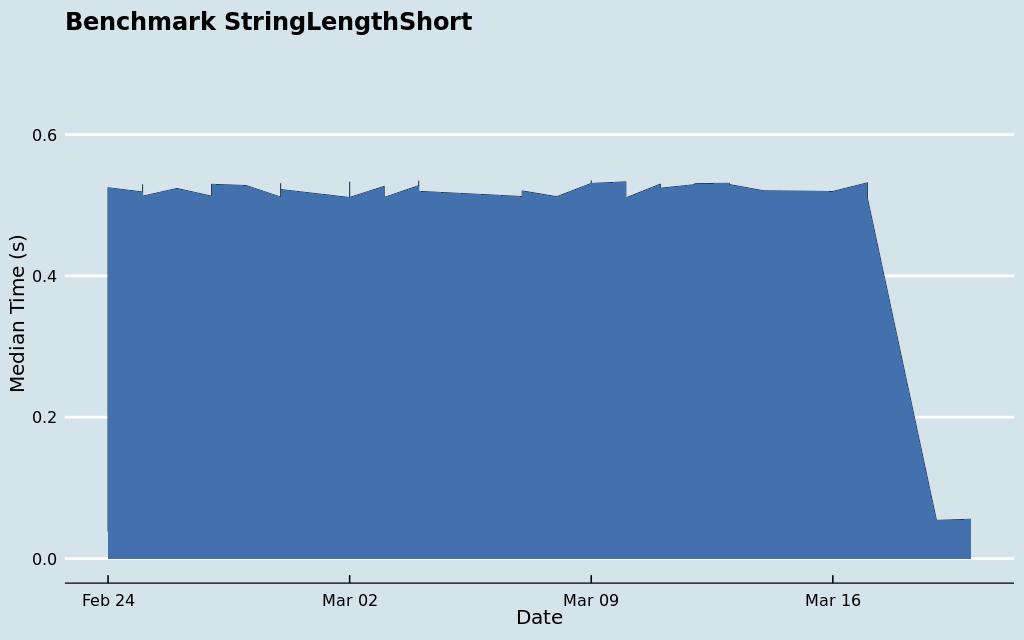 Benchmark StringLengthShort
0.6
0.4
0.2
0.0
Median Time (s)
Feb 24
Mar 02
Mar 09
Mar 16
Date